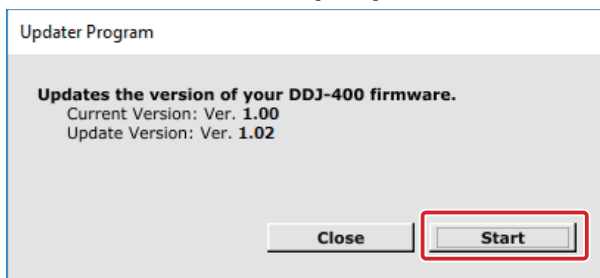 Updater Program
Updates the version of your DDJ-400 firmware.
Current Version: Ver. 1.00
Update Version: Ver. 1.02
Close
Start